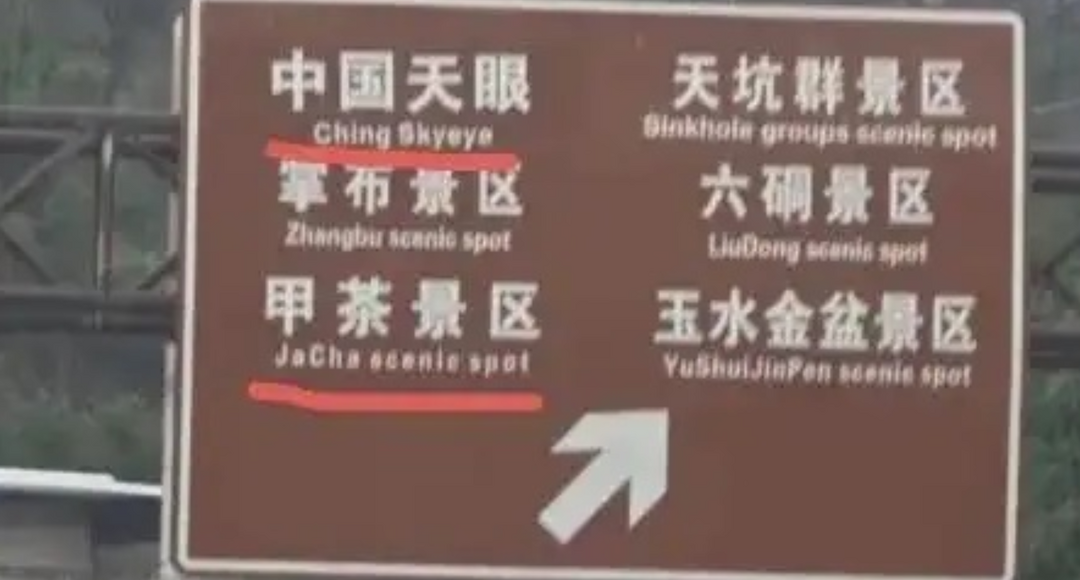 中国天眼
Ching Skyeye
掌布景区
Zhangbu scenic spot
甲茶景区
JaCha scenic spot
天坑群景区
Sinkhole groups scenic spot
六硐景区
LiuDong scenic spot
玉水金盆景区
YuShuiJinPen scenic spot